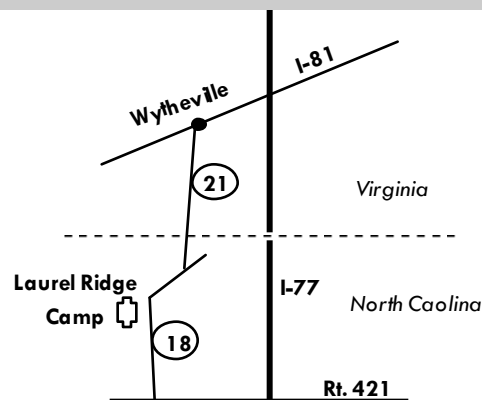 I-81
Wytheville
21
Virginia
Laurel Ridge
Camp
I-77
North Caolina
18
Rt. 421